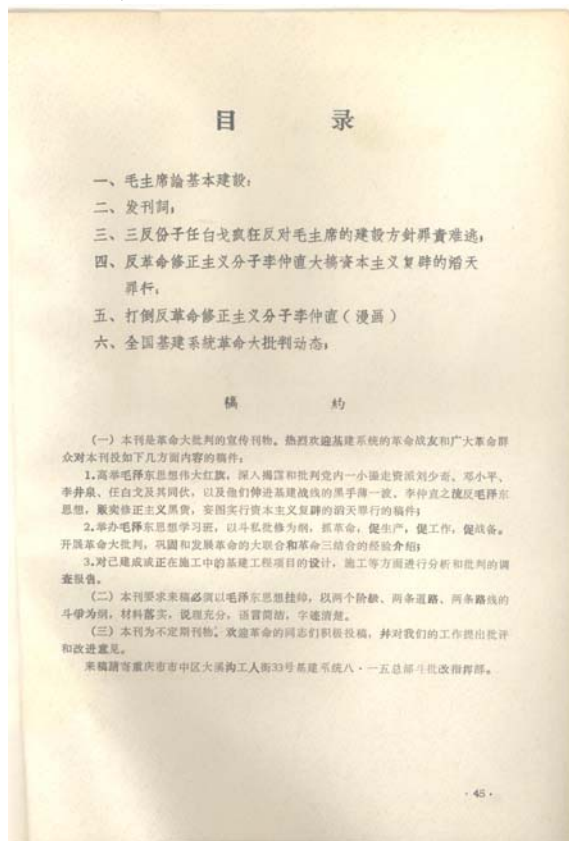 目 录
一、毛主席論基本建設；
二、发刊詞；
三、三反份子任白戈疯狂反对毛主席的建設方針罪責难逃；
四、反革命修正主义分子李仲直大搞資本主义复辟的滔天
罪行；
五、打倒反革命修正主义分子李仲直（漫画）
六、全国基建系統革命大批判动态；
稿 約
（一）本刊是革命大批判的宣传刊物。热烈欢迎基建系統的革命战友和广大革命群
众对本刊投如下几方面内容的稿件：
1.高举毛泽东思想伟大红旗，深入揭露和批判党内一小撮走资派刘少奇、邓小平、
李井泉、任白戈及其同伙，以及他们伸进基建战线的黑手薄一波、李仲直之流反毛泽东
思想，贩卖修正主义黑货，妄图实行资本主义复辟的滔天罪行的稿件；
2.举办毛泽东思想学习班，以斗私批修为纲，抓革命，促生产，促工作，促战备。
开展革命大批判，巩固和发展革命的大联合和革命三结合的经验介绍；
3.对已建成或正在施工中的基建工程项目的设计，施工等方面进行分析和批判的調
查报告。
（二）本刊要求来稿必须以毛泽东思想挂帅，以两个阶級、两条道路、两条路线的
斗争为纲，材料落实，说理充分，语言简洁，字迹清楚。
（三）本刊为不定期刊物。欢迎革命的同志们积极投稿，并对我们的工作提出批评
和改进意见。
来稿請寄重庆市市中区大溪沟工人街33号基建系统八·一五总部斗批改指挥部。
·45·